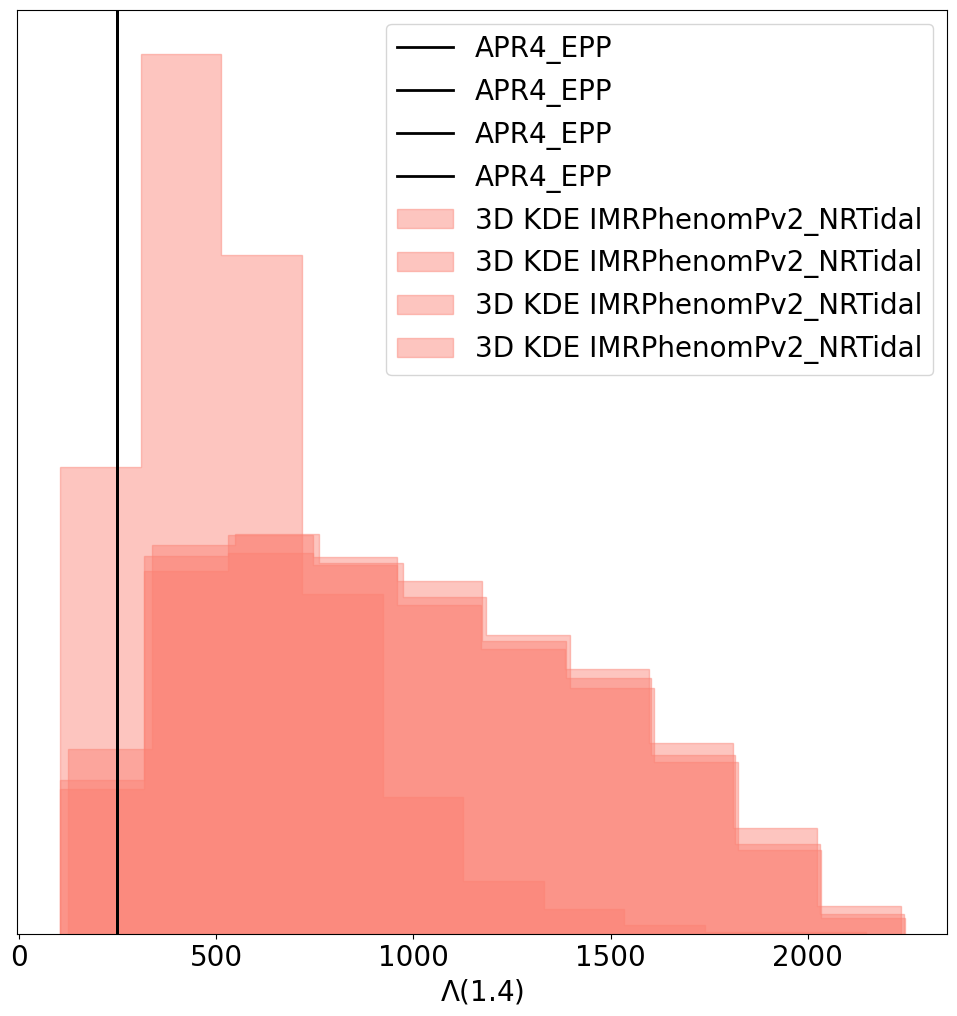 APR4_EPP
APR4_EPP
APR4_EPP
APR4_EPP
3D KDE IMRPhenomPv2_NRTidal
3D KDE IMRPhenomPv2_NRTidal
3D KDE IMRPhenomPv2_NRTidal
3D KDE IMRPhenomPv2_NRTidal
0 500 1000 1500 2000
Λ(1.4)